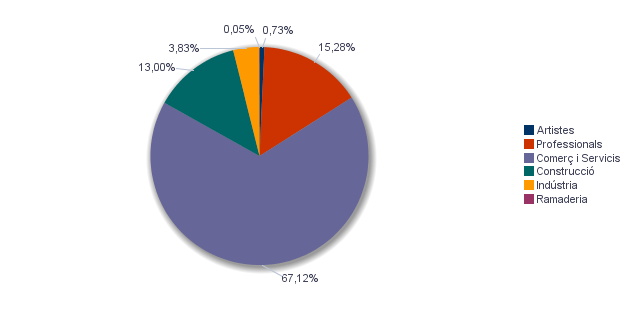 0,05%
0,73%
3,83%
15,28%
13,00%
67,12%
Artistes
Professionals
Comerç i Servicis
Construcció
Indústria
Ramaderia